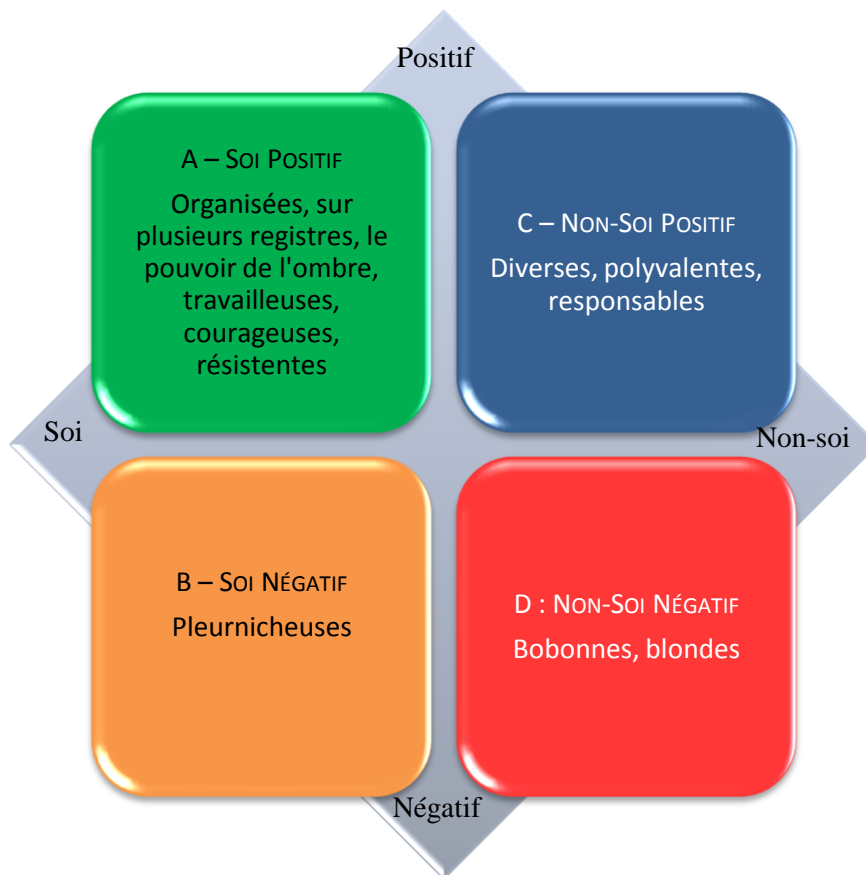 Positif
A – SOI POSITIF
Organisées, sur
plusieurs registres, le
pouvoir de l'ombre,
travailleuses,
courageuses,
résistentes
C – NON-SOI POSITIF
Diverses, polyvalentes,
responsables
Soi
Non-soi
B – SOI NÉGATIF
Pleurnicheuses
D : NON-SOI NÉGATIF
Bobonnes, blondes
Négatif